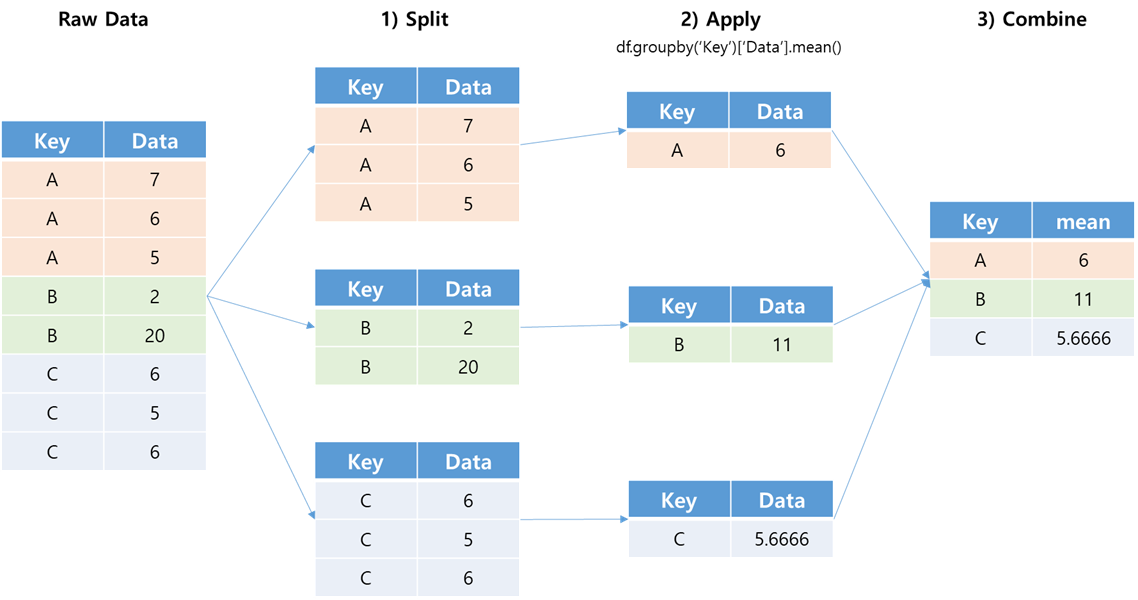 Raw Data
Key Data
A 7
A 6
A 5
B 2
B 20
C 6
C 5
C 6
1) Split
Key Data
A 7
A 6
A 5
Key Data
B 2
B 20
Key Data
C 6
C 5
C 6
2) Apply
df.groupby(‘Key’)[‘Data’].mean()
Key Data
A 6
Key Data
B 11
Key Data
C 5.6666
3) Combine
Key mean
A 6
B 11
C 5.6666